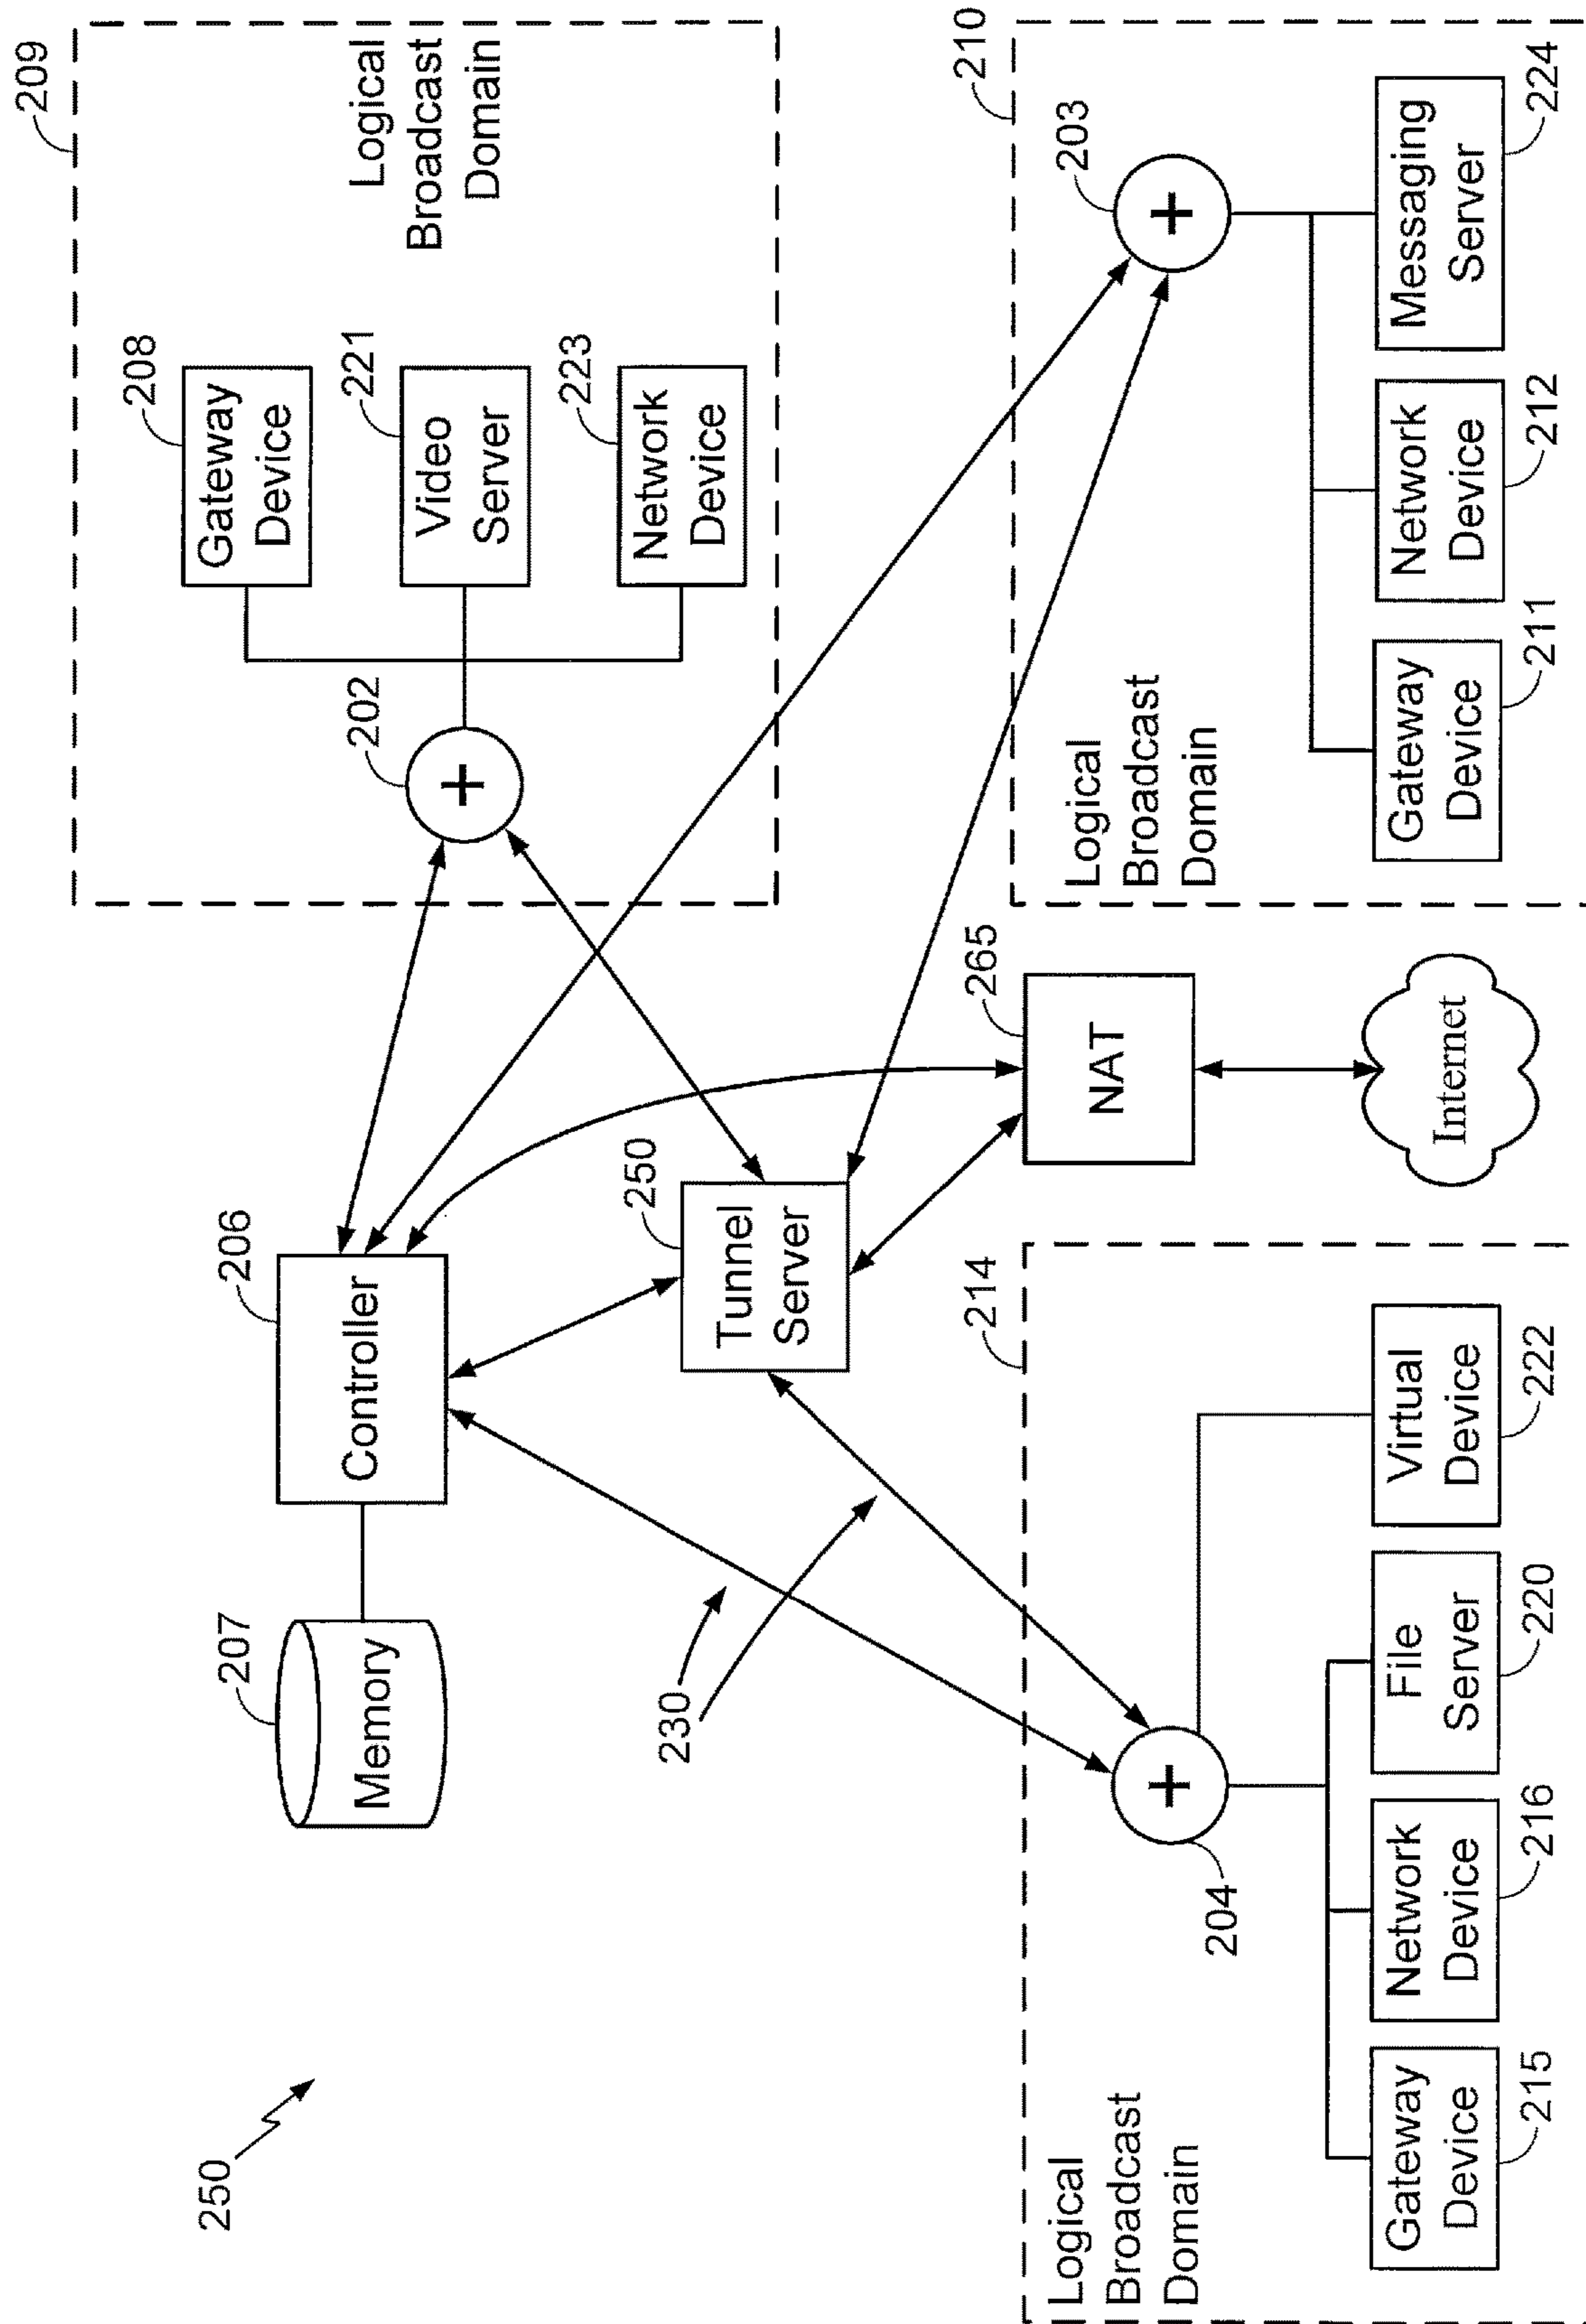 250
207
Memory
206
Controller
230
250
Tunnel
Server
209
Logical
Broadcast
Domain
202
208
Gateway
Device
221
Video
Server
223
Network
Device
214
Logical
Broadcast
Domain
204
Gateway
Device
215
Network
Device
216
File
Server
220
Virtual
Device
222
265
NAT
Internet
210
Logical
Broadcast
Domain
203
Gateway
Device
211
Network
Device
212
Messaging
Server
224